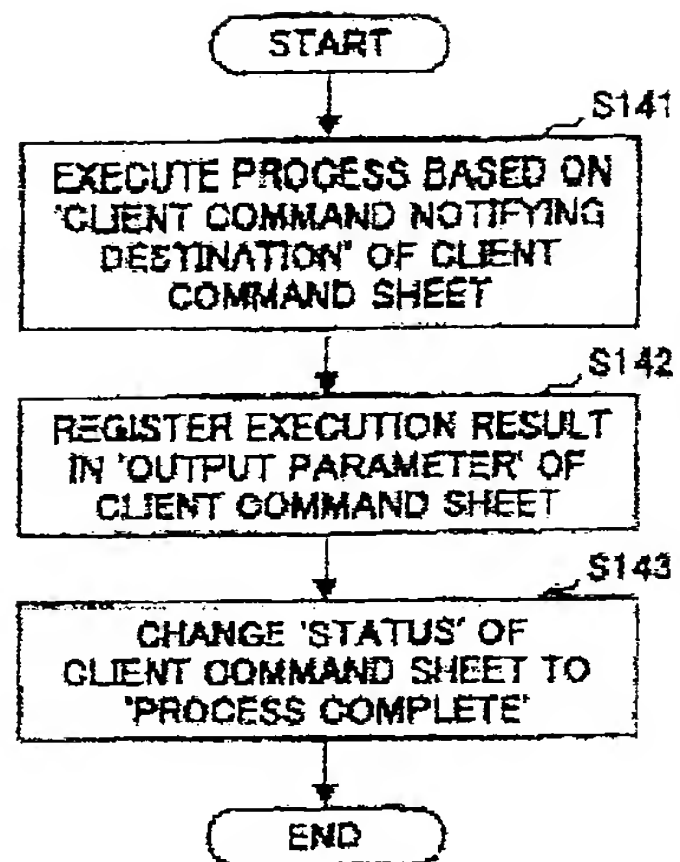 START
S141
EXECUTE PROCESS BASED ON
'CLIENT COMMAND NOTIFYING
DESTINATION' OF CLIENT
COMMAND SHEET
S142
REGISTER EXECUTION RESULT
IN 'OUTPUT PARAMETER' OF
CLIENT COMMAND SHEET
S143
CHANGE 'STATUS' OF
CLIENT COMMAND SHEET TO
'PROCESS COMPLETE'
END